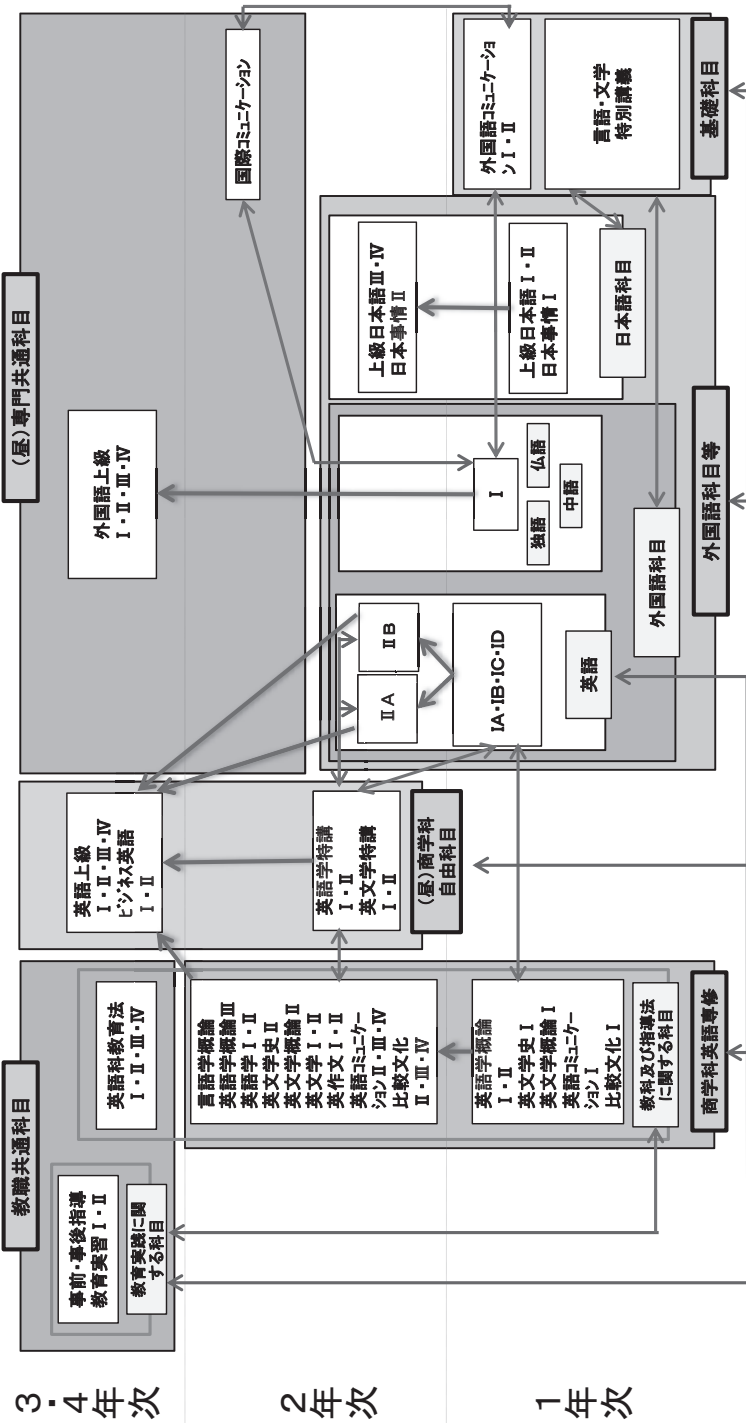 3・4年次
2年次
1年次
教職共通科目
事前・事後指導
教育実習Ⅰ・Ⅱ
教育実践に関
する科目
英語科教育法
Ⅰ・Ⅱ・Ⅲ・Ⅳ
言語学概論
英語学概論Ⅲ
英語学Ⅰ・Ⅱ
英文学史Ⅱ
英文学概論Ⅱ
英文学Ⅰ・Ⅱ
英作文Ⅰ・Ⅱ
英語コミュニケー
ションⅡ・Ⅲ・Ⅳ
比較文化
Ⅱ・Ⅲ・Ⅳ
英語学概論
Ⅰ・Ⅱ
英文学史Ⅰ
英文学概論Ⅰ
英語コミュニケー
ションⅠ
比較文化Ⅰ
教科及び指導法
に関する科目
商学科英語専修
英語上級
Ⅰ・Ⅱ・Ⅲ・Ⅳ
ビジネス英語
Ⅰ・Ⅱ
英語学特講
Ⅰ・Ⅱ
英文学特講
Ⅰ・Ⅱ
(昼)商学科
自由科目
(昼)専門共通科目
外国語上級
Ⅰ・Ⅱ・Ⅲ・Ⅳ
国際コミュニケーション
ⅡA
ⅡB
IA・IB・IC・ID
英語
Ⅰ
独語
仏語
中語
外国語科目
上級日本語Ⅲ・Ⅳ
日本事情Ⅱ
上級日本語Ⅰ・Ⅱ
日本事情Ⅰ
日本語科目
外国語科目等
外国語コミュニケーショ
ンⅠ・Ⅱ
言語・文学
特別講義
基礎科目